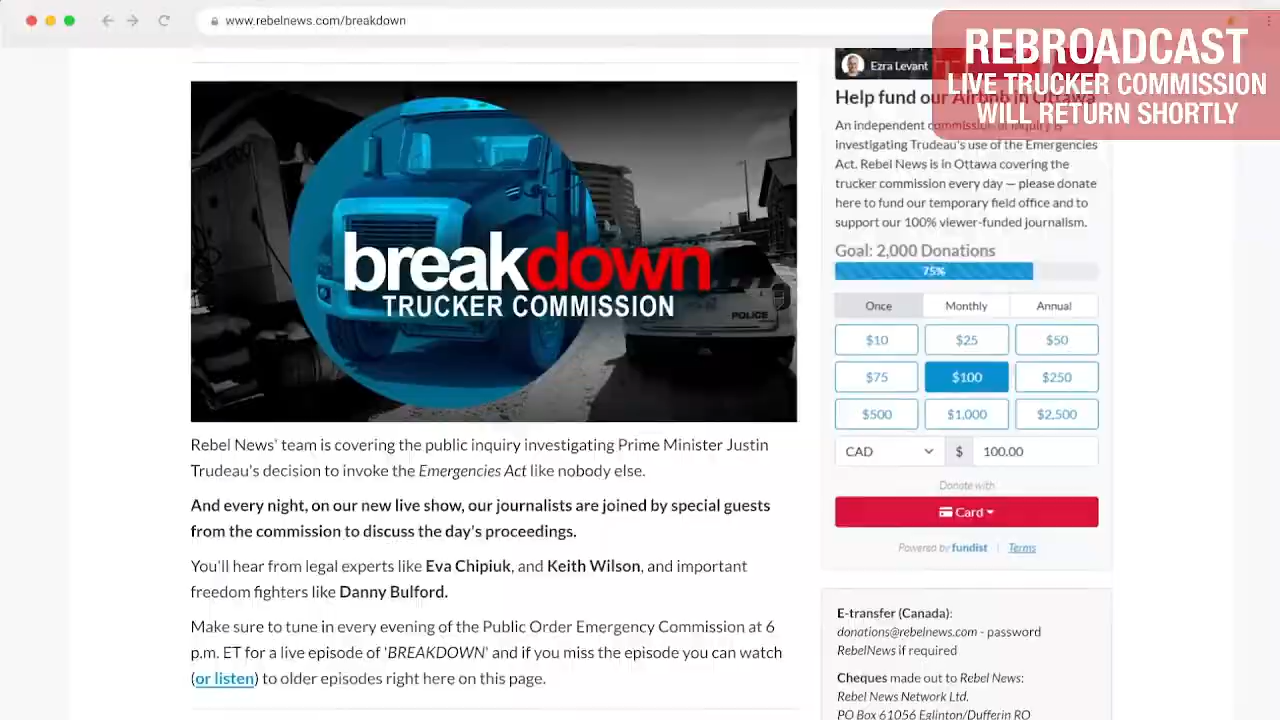 www.rebelnews.com/breakdown
REBROADCAST
LIVE TRUCKER COMMISSION
WILL RETURN SHORTLY
breakdown
TRUCKER COMMISSION
POLICE
Rebel News' team is covering the public inquiry investigating Prime Minister Justin
Trudeau's decision to invoke the Emergencies Act like nobody else.
And every night, on our new live show, our journalists are joined by special guests
from the commission to discuss the day's proceedings.
You'll hear from legal experts like Eva Chipiuk, and Keith Wilson, and important
freedom fighters like Danny Bulford.
Make sure to tune in every evening of the Public Order Emergency Commission at 6
p.m. ET for a live episode of 'BREAKDOWN' and if you miss the episode you can watch
(or listen) to older episodes right here on this page.
Ezra Levant
Help fund our Airbnb in Ottawa
An independent commission of inquiry is
investigating Trudeau's use of the Emergencies
Act. Rebel News is in Ottawa covering the
trucker commission every day — please donate
here to fund our temporary field office and to
support our 100% viewer-funded journalism.
Goal: 2,000 Donations
75%
Once Monthly Annual
$10 $25 $50
$75 $100 $250
$500 $1,000 $2,500
CAD $ 100.00
Donate with
Card
Powered by fundist | Terms
E-transfer (Canada):
donations@rebelnews.com - password
RebelNews if required
Cheques made out to Rebel News:
Rebel News Network Ltd.
PO Box 61056 Eglinton/Dufferin RO